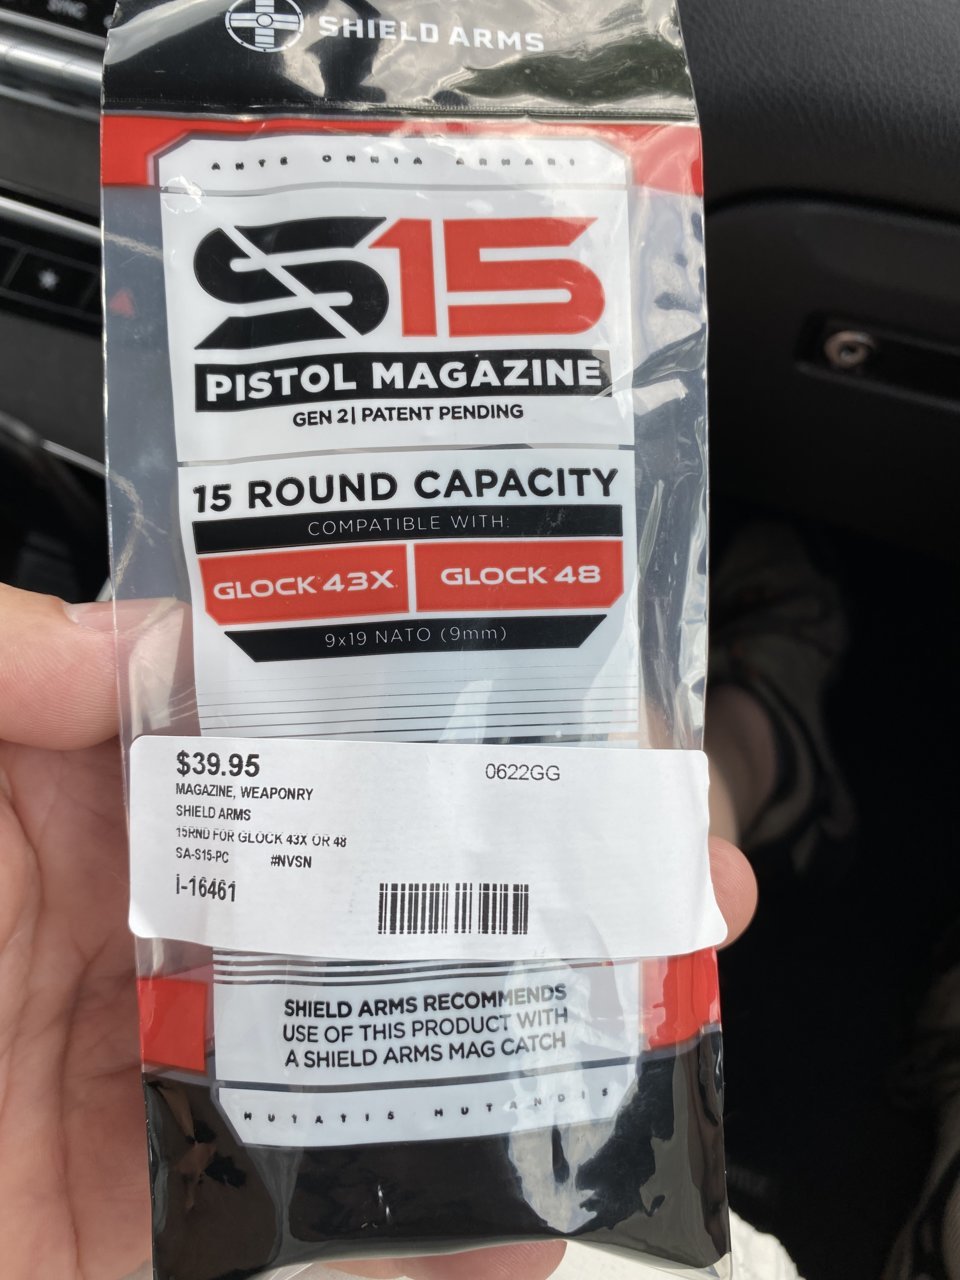 SYNC
SHIELD ARMS
ANTE OMNIA ARMARI
S15
PISTOL MAGAZINE
GEN 2| PATENT PENDING
15 ROUND CAPACITY
COMPATIBLE WITH:
GLOCK 43X GLOCK 48
9x19 NATO (9mm)
$39.95 0622GG
MAGAZINE, WEAPONRY
SHIELD ARMS
15RND FOR GLOCK 43X OR 48
SA-S15-PC #NVSN
I-16461
SHIELD ARMS RECOMMENDS
USE OF THIS PRODUCT WITH
A SHIELD ARMS MAG CATCH
MUTATIS MUTANDIS